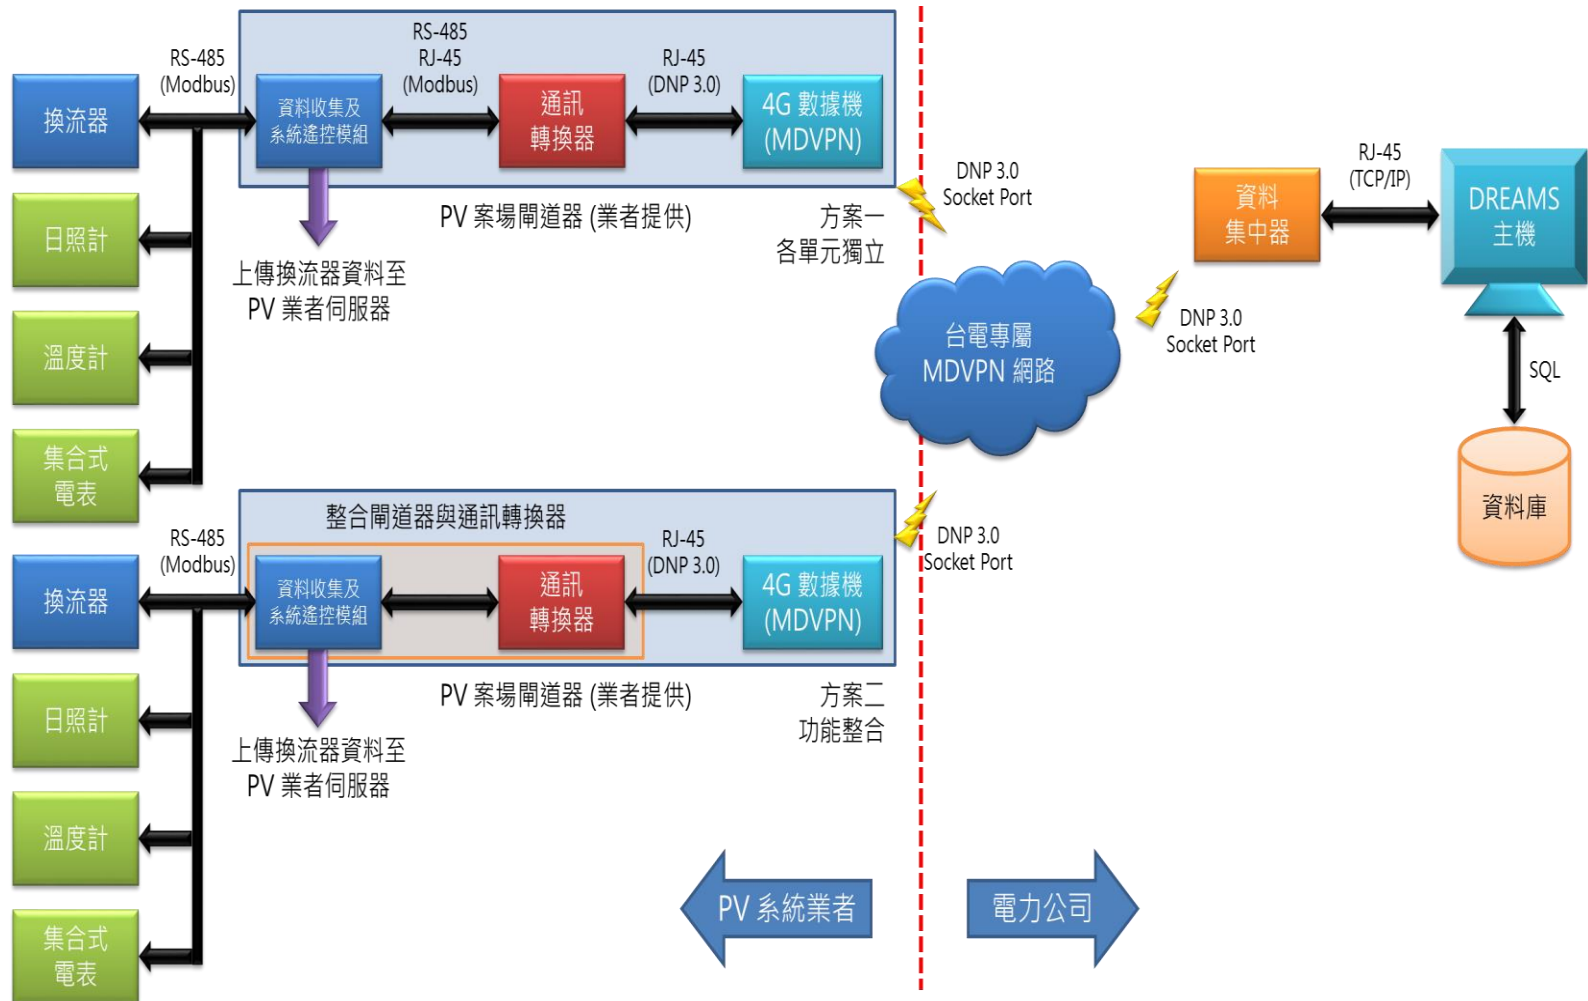 RS-485
(Modbus)
RS-485
RJ-45
(Modbus)
RJ-45
(DNP 3.0)
換流器
資料收集及
系統遙控模組
通訊
轉換器
4G 數據機
(MDVPN)
日照計
溫度計
集合式
電表
PV 案場閘道器 (業者提供)
方案一
各單元獨立
上傳換流器資料至
PV 業者伺服器
DNP 3.0
Socket Port
台電專屬
MDVPN 網路
DNP 3.0
Socket Port
資料
集中器
RJ-45
(TCP/IP)
DREAMS
主機
SQL
資料庫
RS-485
(Modbus)
整合閘道器與通訊轉換器
RJ-45
(DNP 3.0)
DNP 3.0
Socket Port
換流器
資料收集及
系統遙控模組
通訊
轉換器
4G 數據機
(MDVPN)
日照計
溫度計
集合式
電表
PV 案場閘道器 (業者提供)
方案二
功能整合
上傳換流器資料至
PV 業者伺服器
PV 系統業者
電力公司